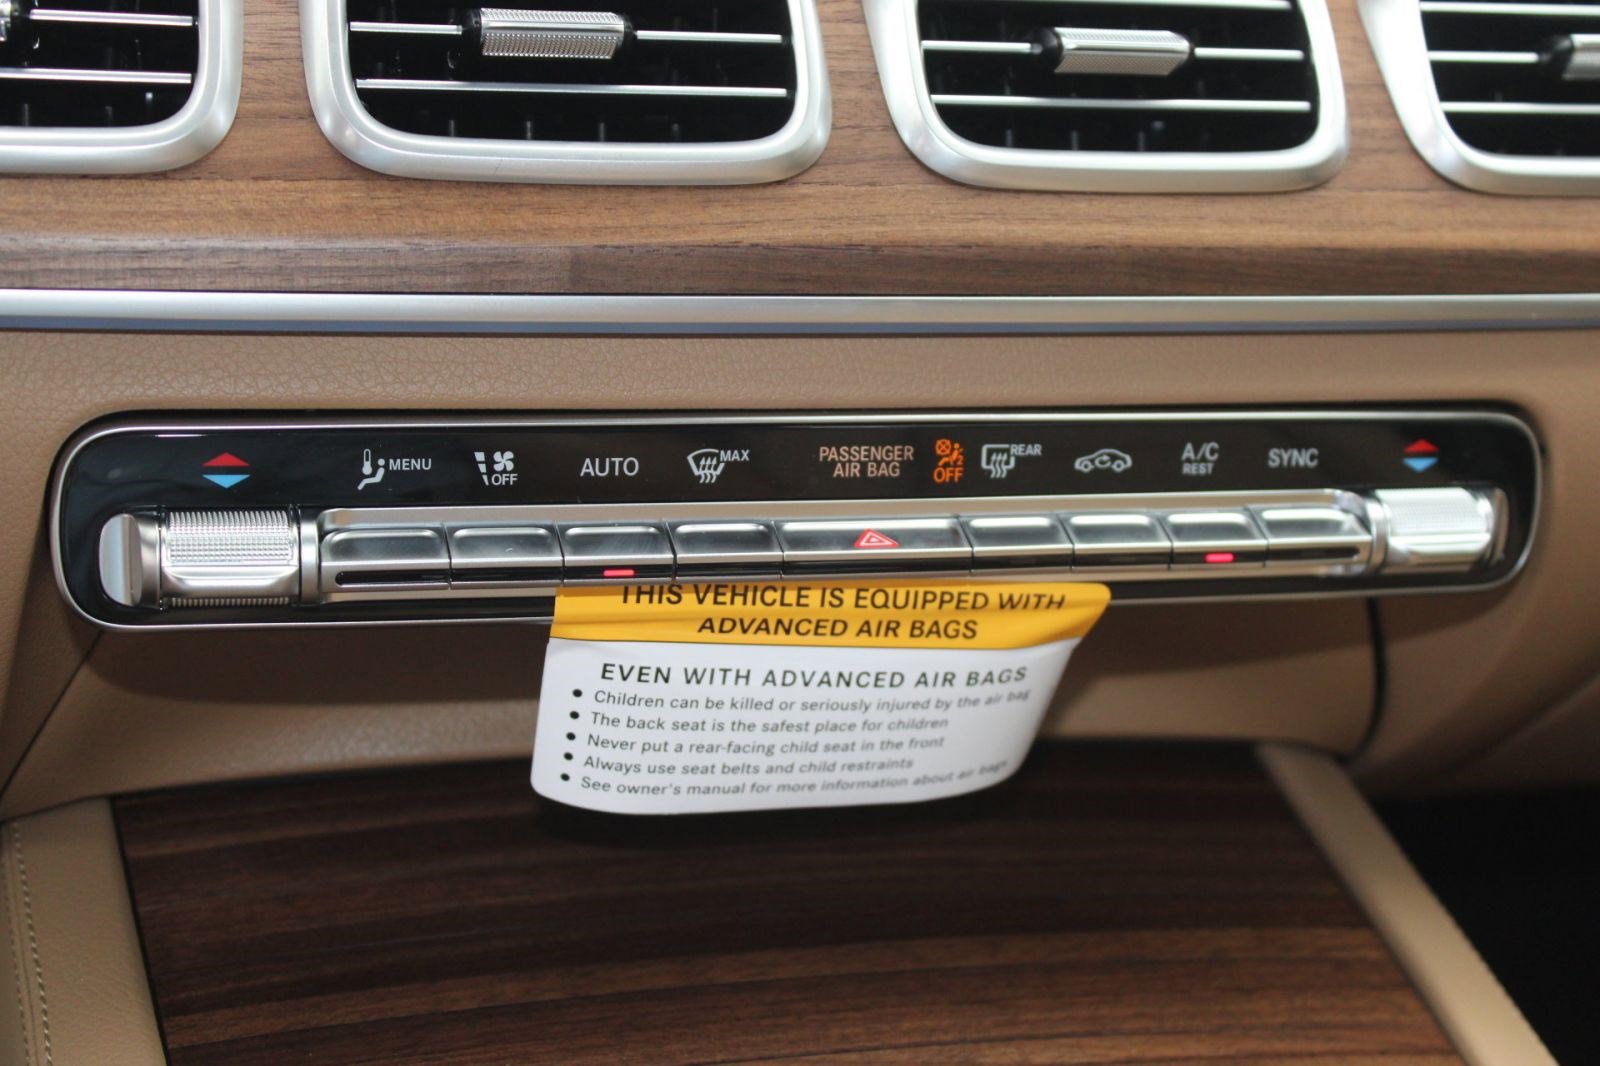 MENU
OFF
AUTO
MAX
PASSENGER
AIR BAG
OFF
REAR
A/C
REST
SYNC
THIS VEHICLE IS EQUIPPED WITH
ADVANCED AIR BAGS
EVEN WITH ADVANCED AIR BAGS
• Children can be killed or seriously injured by the air bag
• The back seat is the safest place for children
• Never put a rear-facing child seat in the front
• Always use seat belts and child restraints
• See owner's manual for more information about air bags